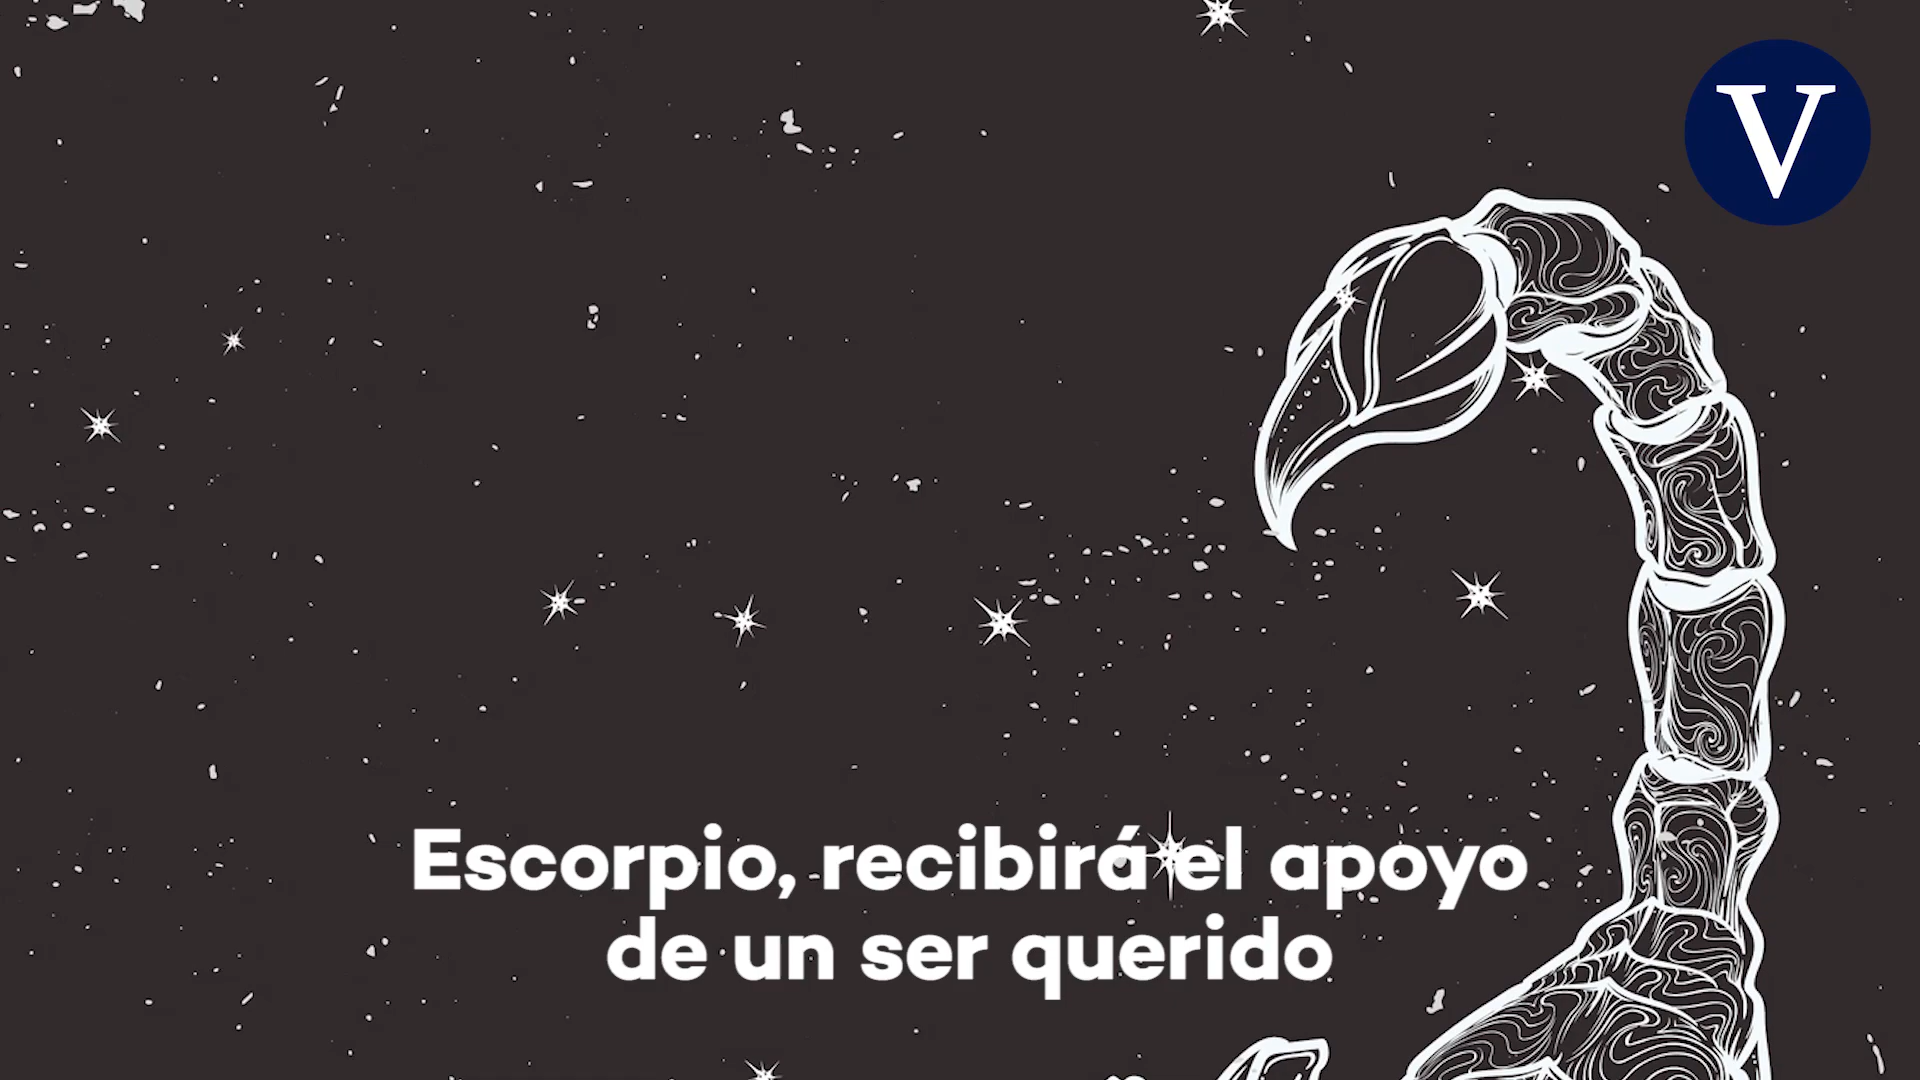 V
Escorpio, recibirá el apoyo
de un ser querido